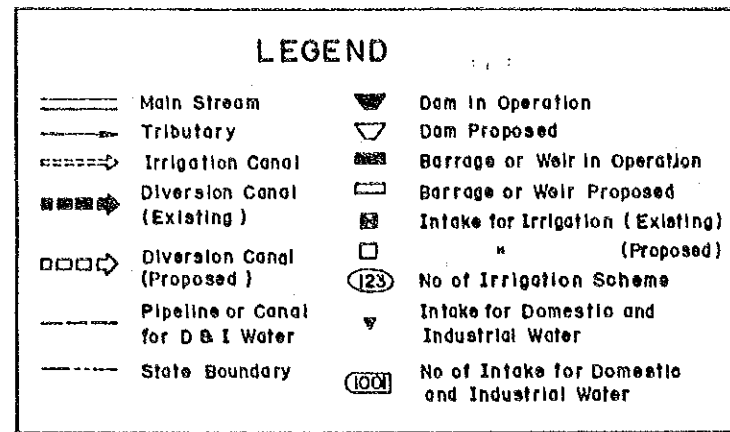 LEGEND
Main Stream
Tributary
Irrigation Canal
Diversion Canal
(Existing)
Diversion Canal
(Proposed)
Pipeline or Canal
for D & I Water
State Boundary
Dam in Operation
Dam Proposed
Barrage or Weir in Operation
Barrage or Weir Proposed
Intake for Irrigation (Existing)
" (Proposed)
123 No of Irrigation Scheme
Intake for Domestic and
Industrial Water
1001 No of Intake for Domestic
and Industrial Water